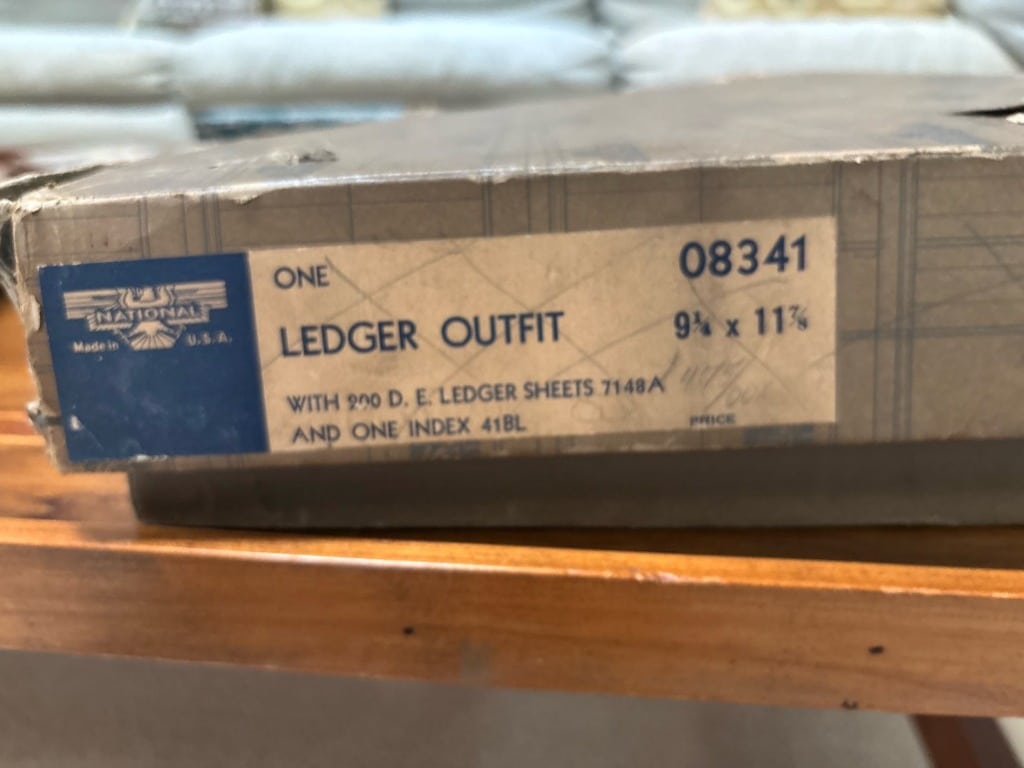 NATIONAL
Made in U.S.A.
ONE
08341
LEDGER OUTFIT
9¼ x 11⅞
WITH 200 D. E. LEDGER SHEETS 7148A
AND ONE INDEX 41BL
PRICE